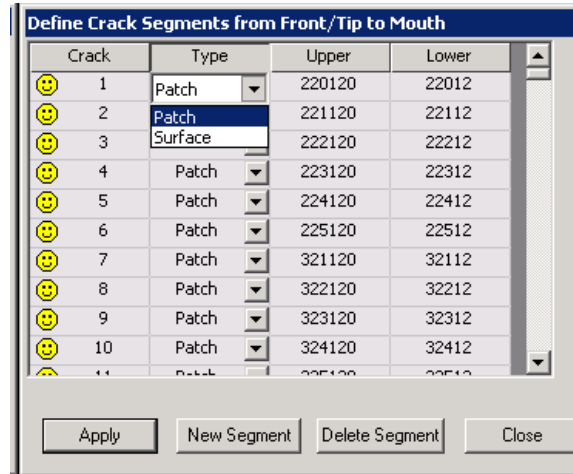 Define Crack Segments from Front/Tip to Mouth
Crack Type Upper Lower
1 Patch 220120 22012
2 Patch 221120 22112
3 Surface 222120 22212
4 Patch 223120 22312
5 Patch 224120 22412
6 Patch 225120 22512
7 Patch 321120 32112
8 Patch 322120 32212
9 Patch 323120 32312
10 Patch 324120 32412
Apply New Segment Delete Segment Close